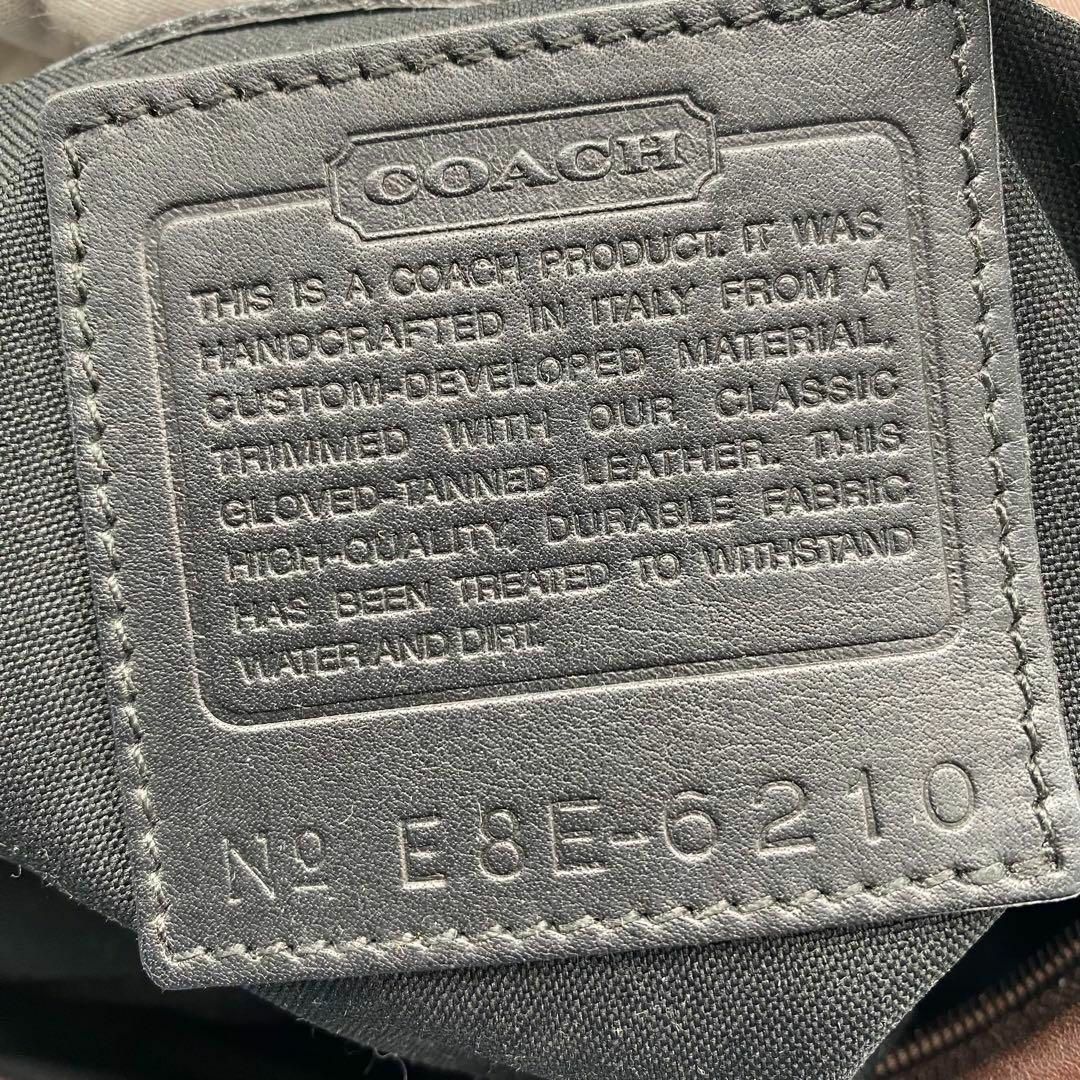 COACH
THIS IS A COACH PRODUCT. IT WAS
HANDCRAFTED IN ITALY FROM A
CUSTOM-DEVELOPED MATERIAL,
TRIMMED WITH OUR CLASSIC
GLOVED-TANNED LEATHER. THIS
HIGH-QUALITY, DURABLE FABRIC
HAS BEEN TREATED TO WITHSTAND
WATER AND DIRT.
Nº E8E-6210